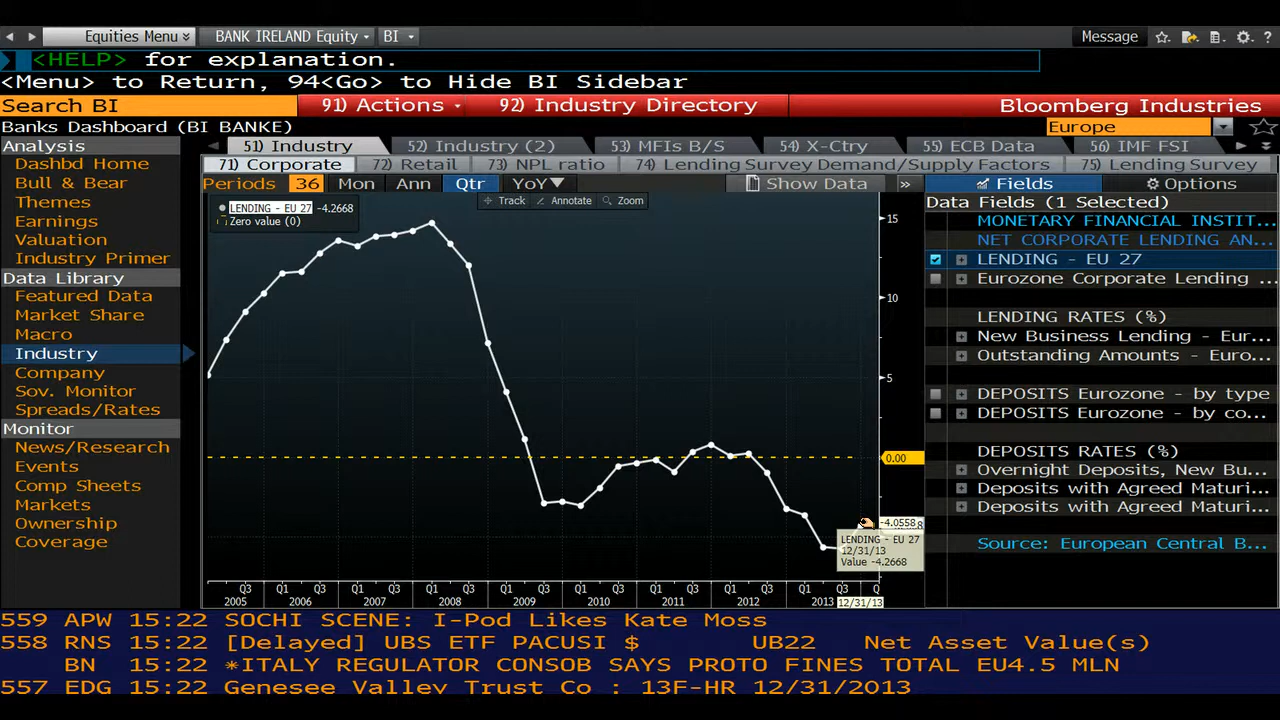 Equities Menu BANK IRELAND Equity BI Message ?
<HELP> for explanation.
<Menu> to Return, 94<Go> to Hide BI Sidebar
Search BI 91) Actions 92) Industry Directory Bloomberg Industries
Banks Dashboard (BI BANKE) Europe
Analysis 51) Industry 52) Industry (2) 53) MFIs B/S 54) X-Ctry 55) ECB Data 56) IMF FSI
Dashbd Home 71) Corporate 72) Retail 73) NPL ratio 74) Lending Survey Demand/Supply Factors 75) Lending Survey
Bull & Bear Periods 36 Mon Ann Qtr YoY Show Data » Fields Options
Themes
Earnings
Valuation
Industry Primer
Data Library
Featured Data
Market Share
Macro
Industry
Company
Sov. Monitor
Spreads/Rates
Monitor
News/Research
Events
Comp Sheets
Markets
Ownership
Coverage
LENDING - EU 27 -4.2668
Zero value (0)
Track Annotate Zoom
15
10
5
0.00
-4.0558
LENDING - EU 27
12/31/13
Value -4.2668
Q3 Q1 Q3 Q1 Q3 Q1 Q3 Q1 Q3 Q1 Q3 Q1 Q3 Q1 Q3 Q1 Q3 Q
2005 2006 2007 2008 2009 2010 2011 2012 2013 12/31/13
Data Fields (1 Selected)
MONETARY FINANCIAL INSTIT...
NET CORPORATE LENDING AN...
LENDING - EU 27
Eurozone Corporate Lending ...
LENDING RATES (%)
New Business Lending - Eur...
Outstanding Amounts - Euro...
DEPOSITS Eurozone - by type
DEPOSITS Eurozone - by co...
DEPOSITS RATES (%)
Overnight Deposits, New Bu...
Deposits with Agreed Maturi...
Deposits with Agreed Maturi...
Source: European Central B...
559 APW 15:22 SOCHI SCENE: I-Pod Likes Kate Moss
558 RNS 15:22 [Delayed] UBS ETF PACUSI $ UB22 Net Asset Value(s)
BN 15:22 *ITALY REGULATOR CONSOB SAYS PROTO FINES TOTAL EU4.5 MLN
557 EDG 15:22 Genesee Valley Trust Co : 13F-HR 12/31/2013